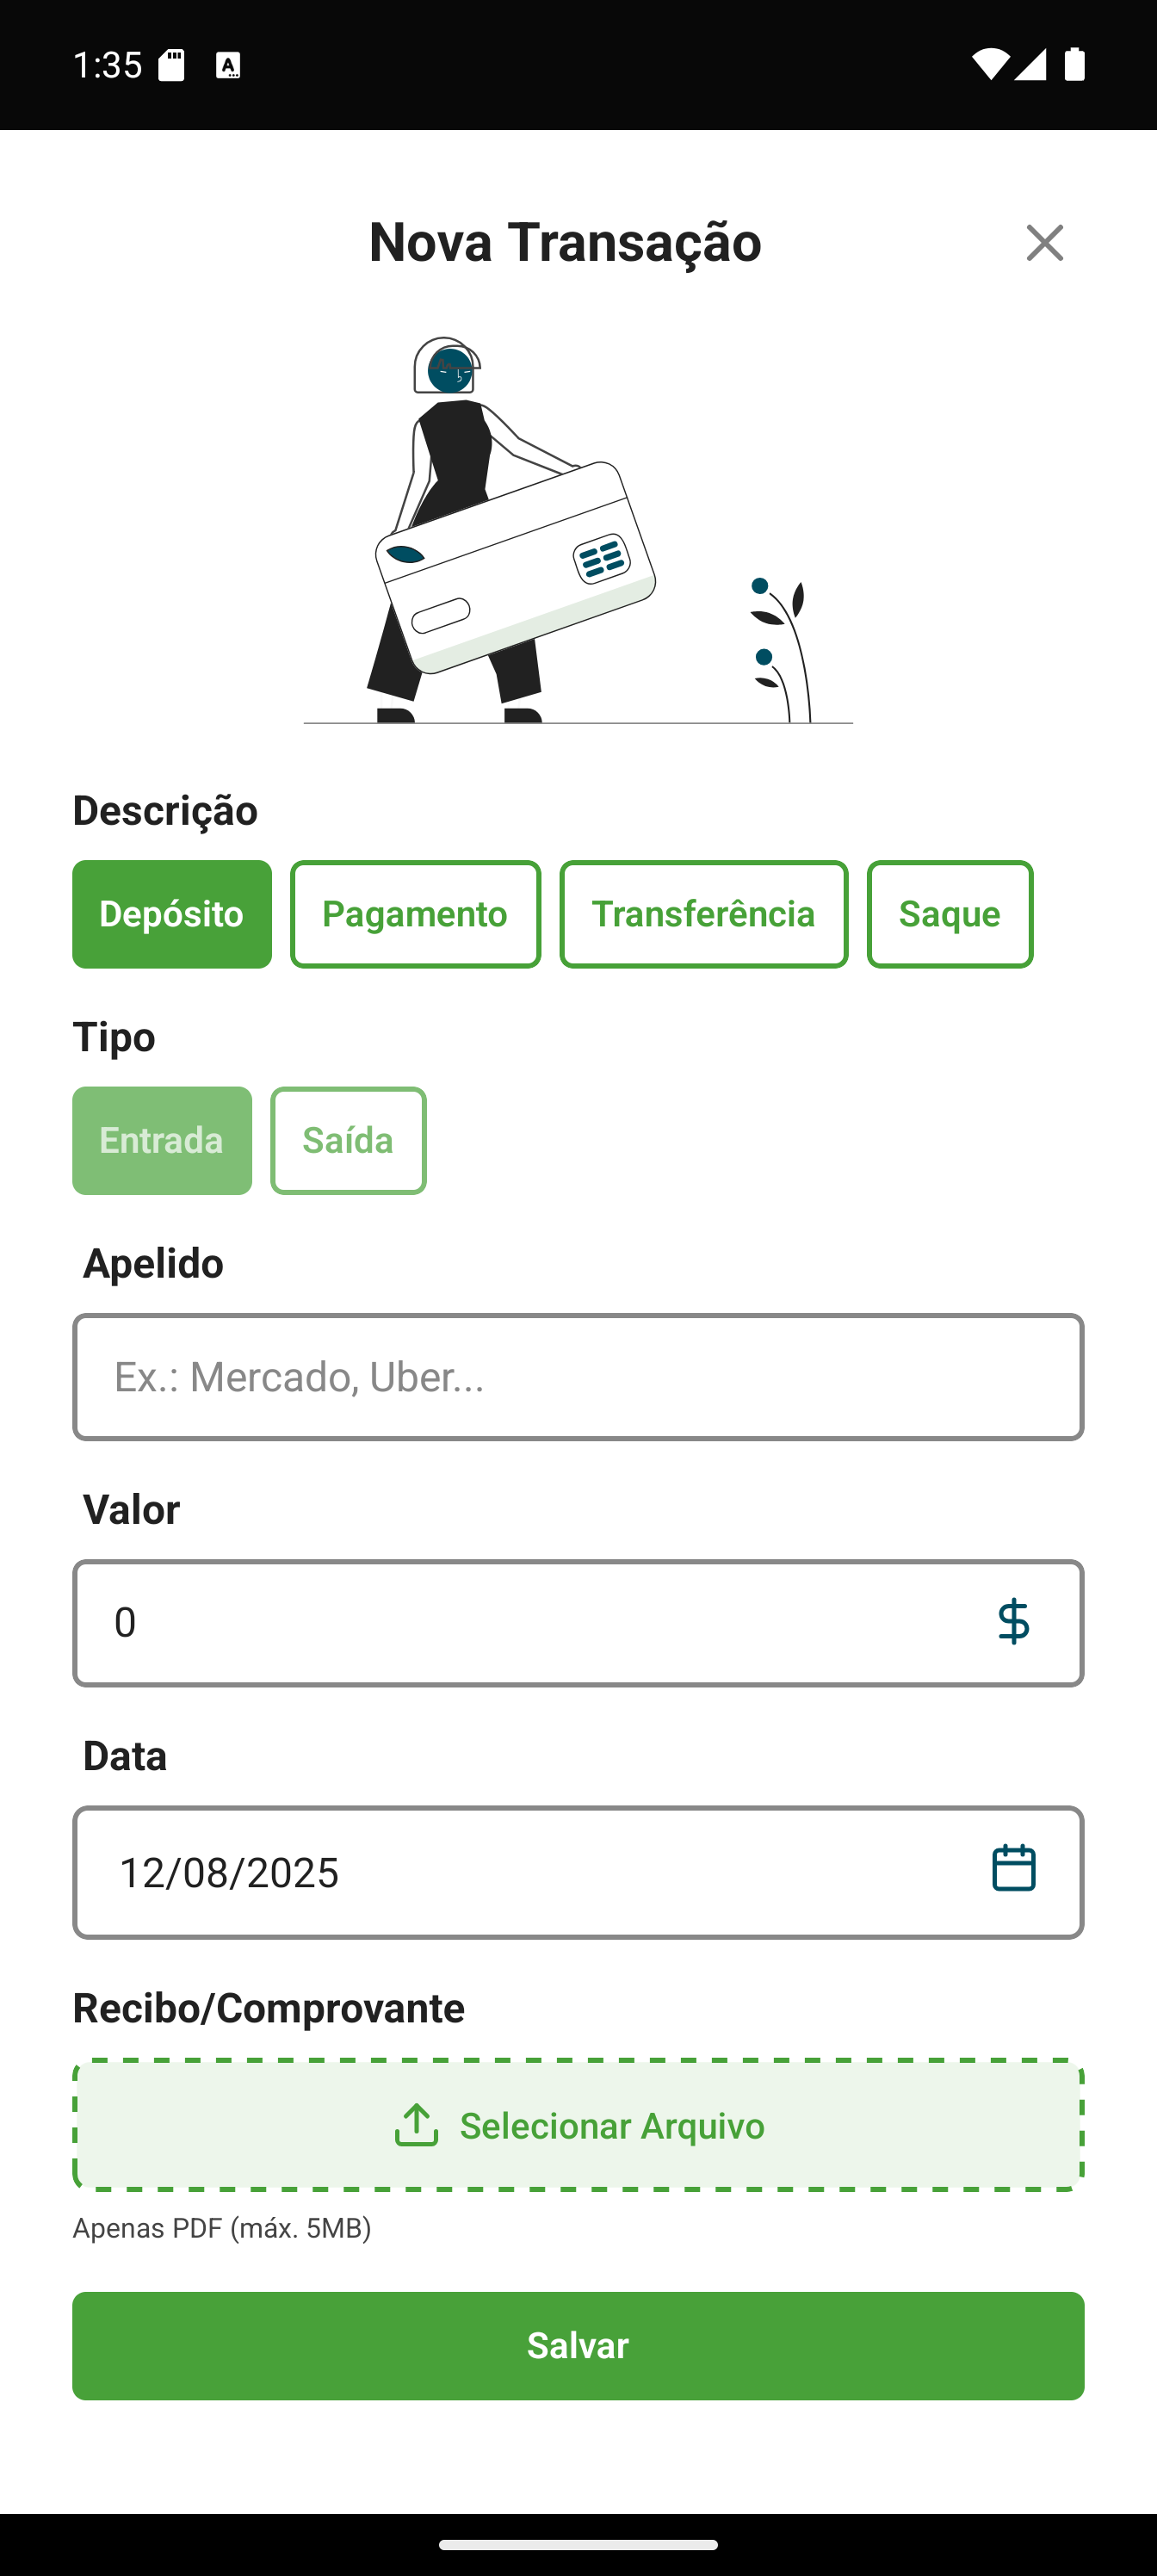 1:35
Nova Transação
Descrição
Depósito Pagamento Transferência Saque
Tipo
Entrada Saída
Apelido
Ex.: Mercado, Uber...
Valor
0
Data
12/08/2025
Recibo/Comprovante
Selecionar Arquivo
Apenas PDF (máx. 5MB)
Salvar